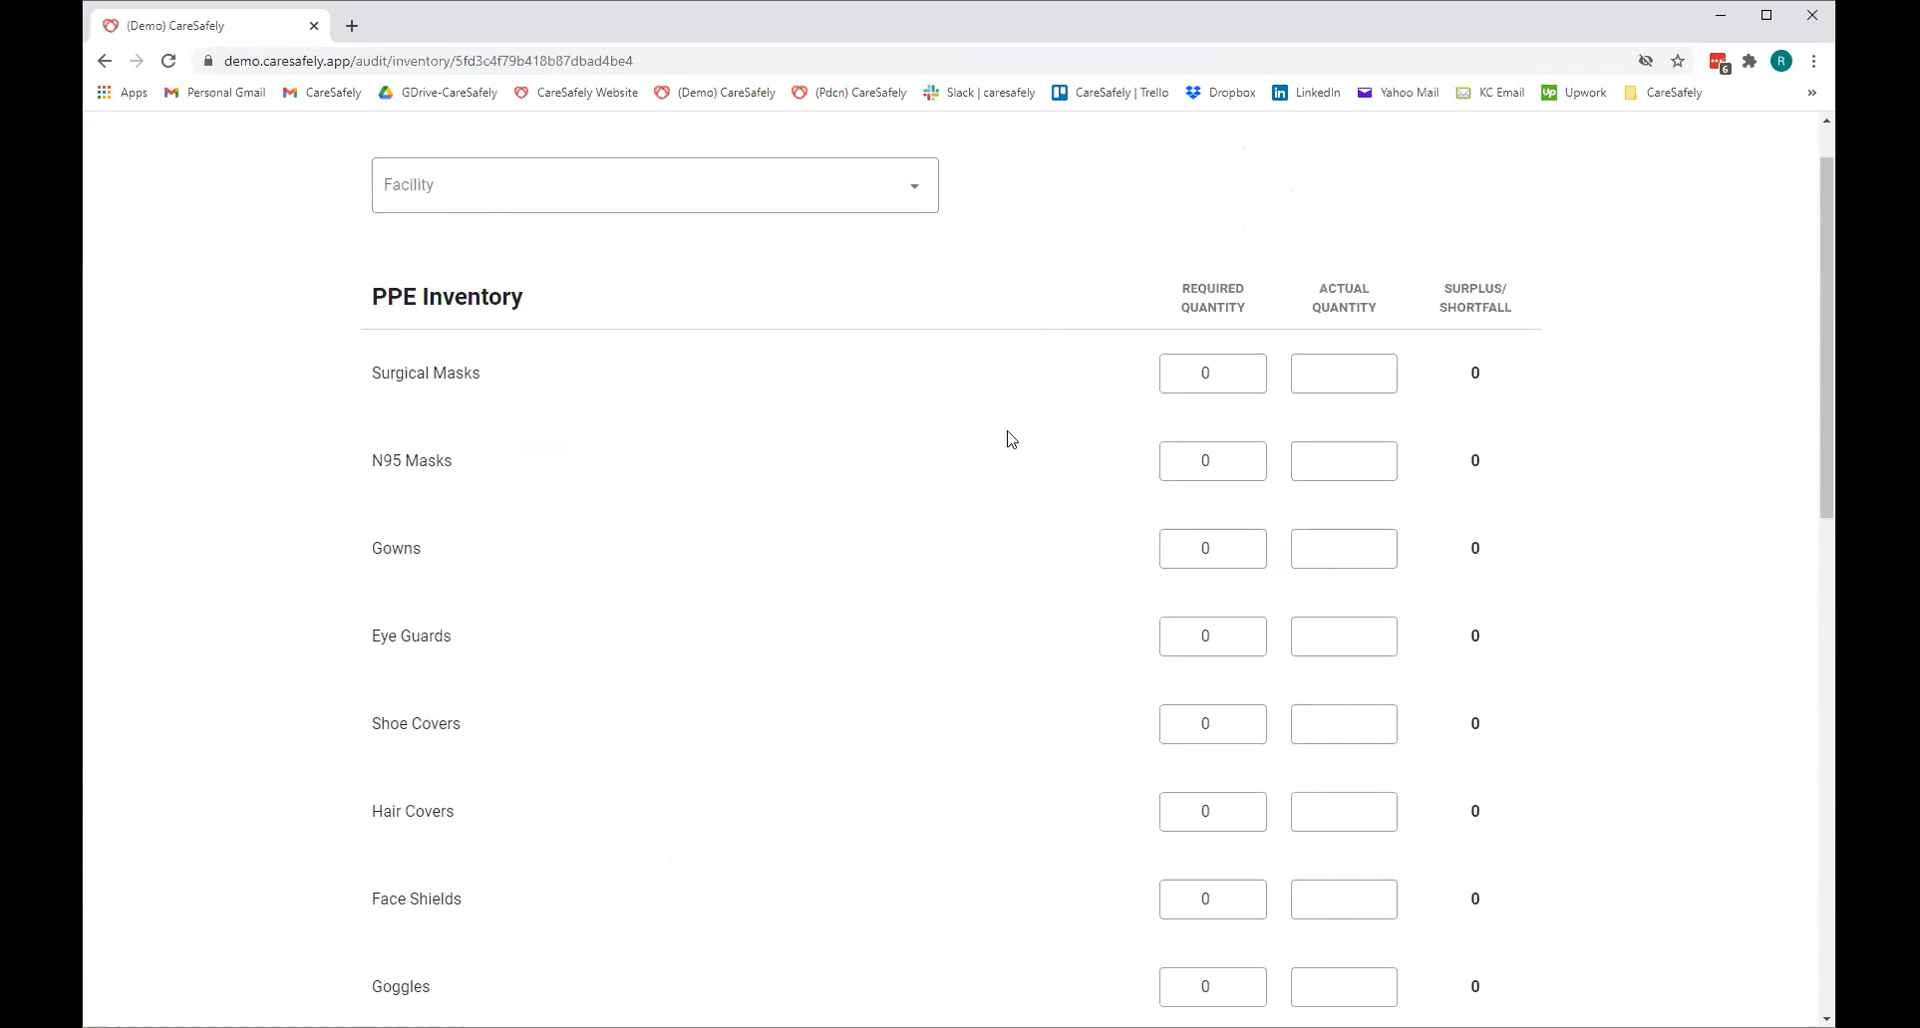 (Demo) CareSafely
demo.caresafely.app/audit/inventory/5fd3c4f79b418b87dbad4be4
6
R
Apps Personal Gmail CareSafely GDrive-CareSafely CareSafely Website (Demo) CareSafely (Pdcn) CareSafely Slack | caresafely CareSafely | Trello Dropbox LinkedIn Yahoo Mail KC Email Up Upwork CareSafely »
Facility
PPE Inventory
REQUIRED QUANTITY
ACTUAL QUANTITY
SURPLUS/ SHORTFALL
Surgical Masks 0 0
N95 Masks 0 0
Gowns 0 0
Eye Guards 0 0
Shoe Covers 0 0
Hair Covers 0 0
Face Shields 0 0
Goggles 0 0